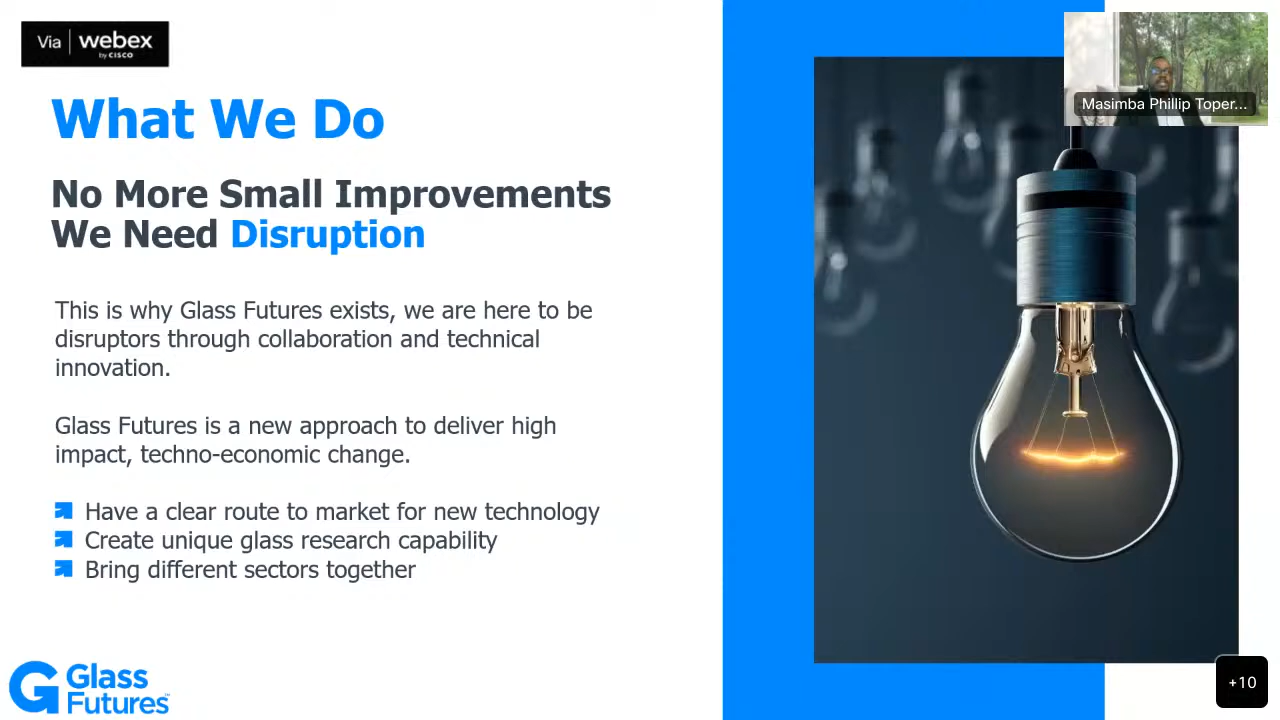 Via | webex
by CISCO
Masimba Phillip Toper...
What We Do
No More Small Improvements
We Need Disruption
This is why Glass Futures exists, we are here to be
disruptors through collaboration and technical
innovation.
Glass Futures is a new approach to deliver high
impact, techno-economic change.
Have a clear route to market for new technology
Create unique glass research capability
Bring different sectors together
Glass
Futures
+10